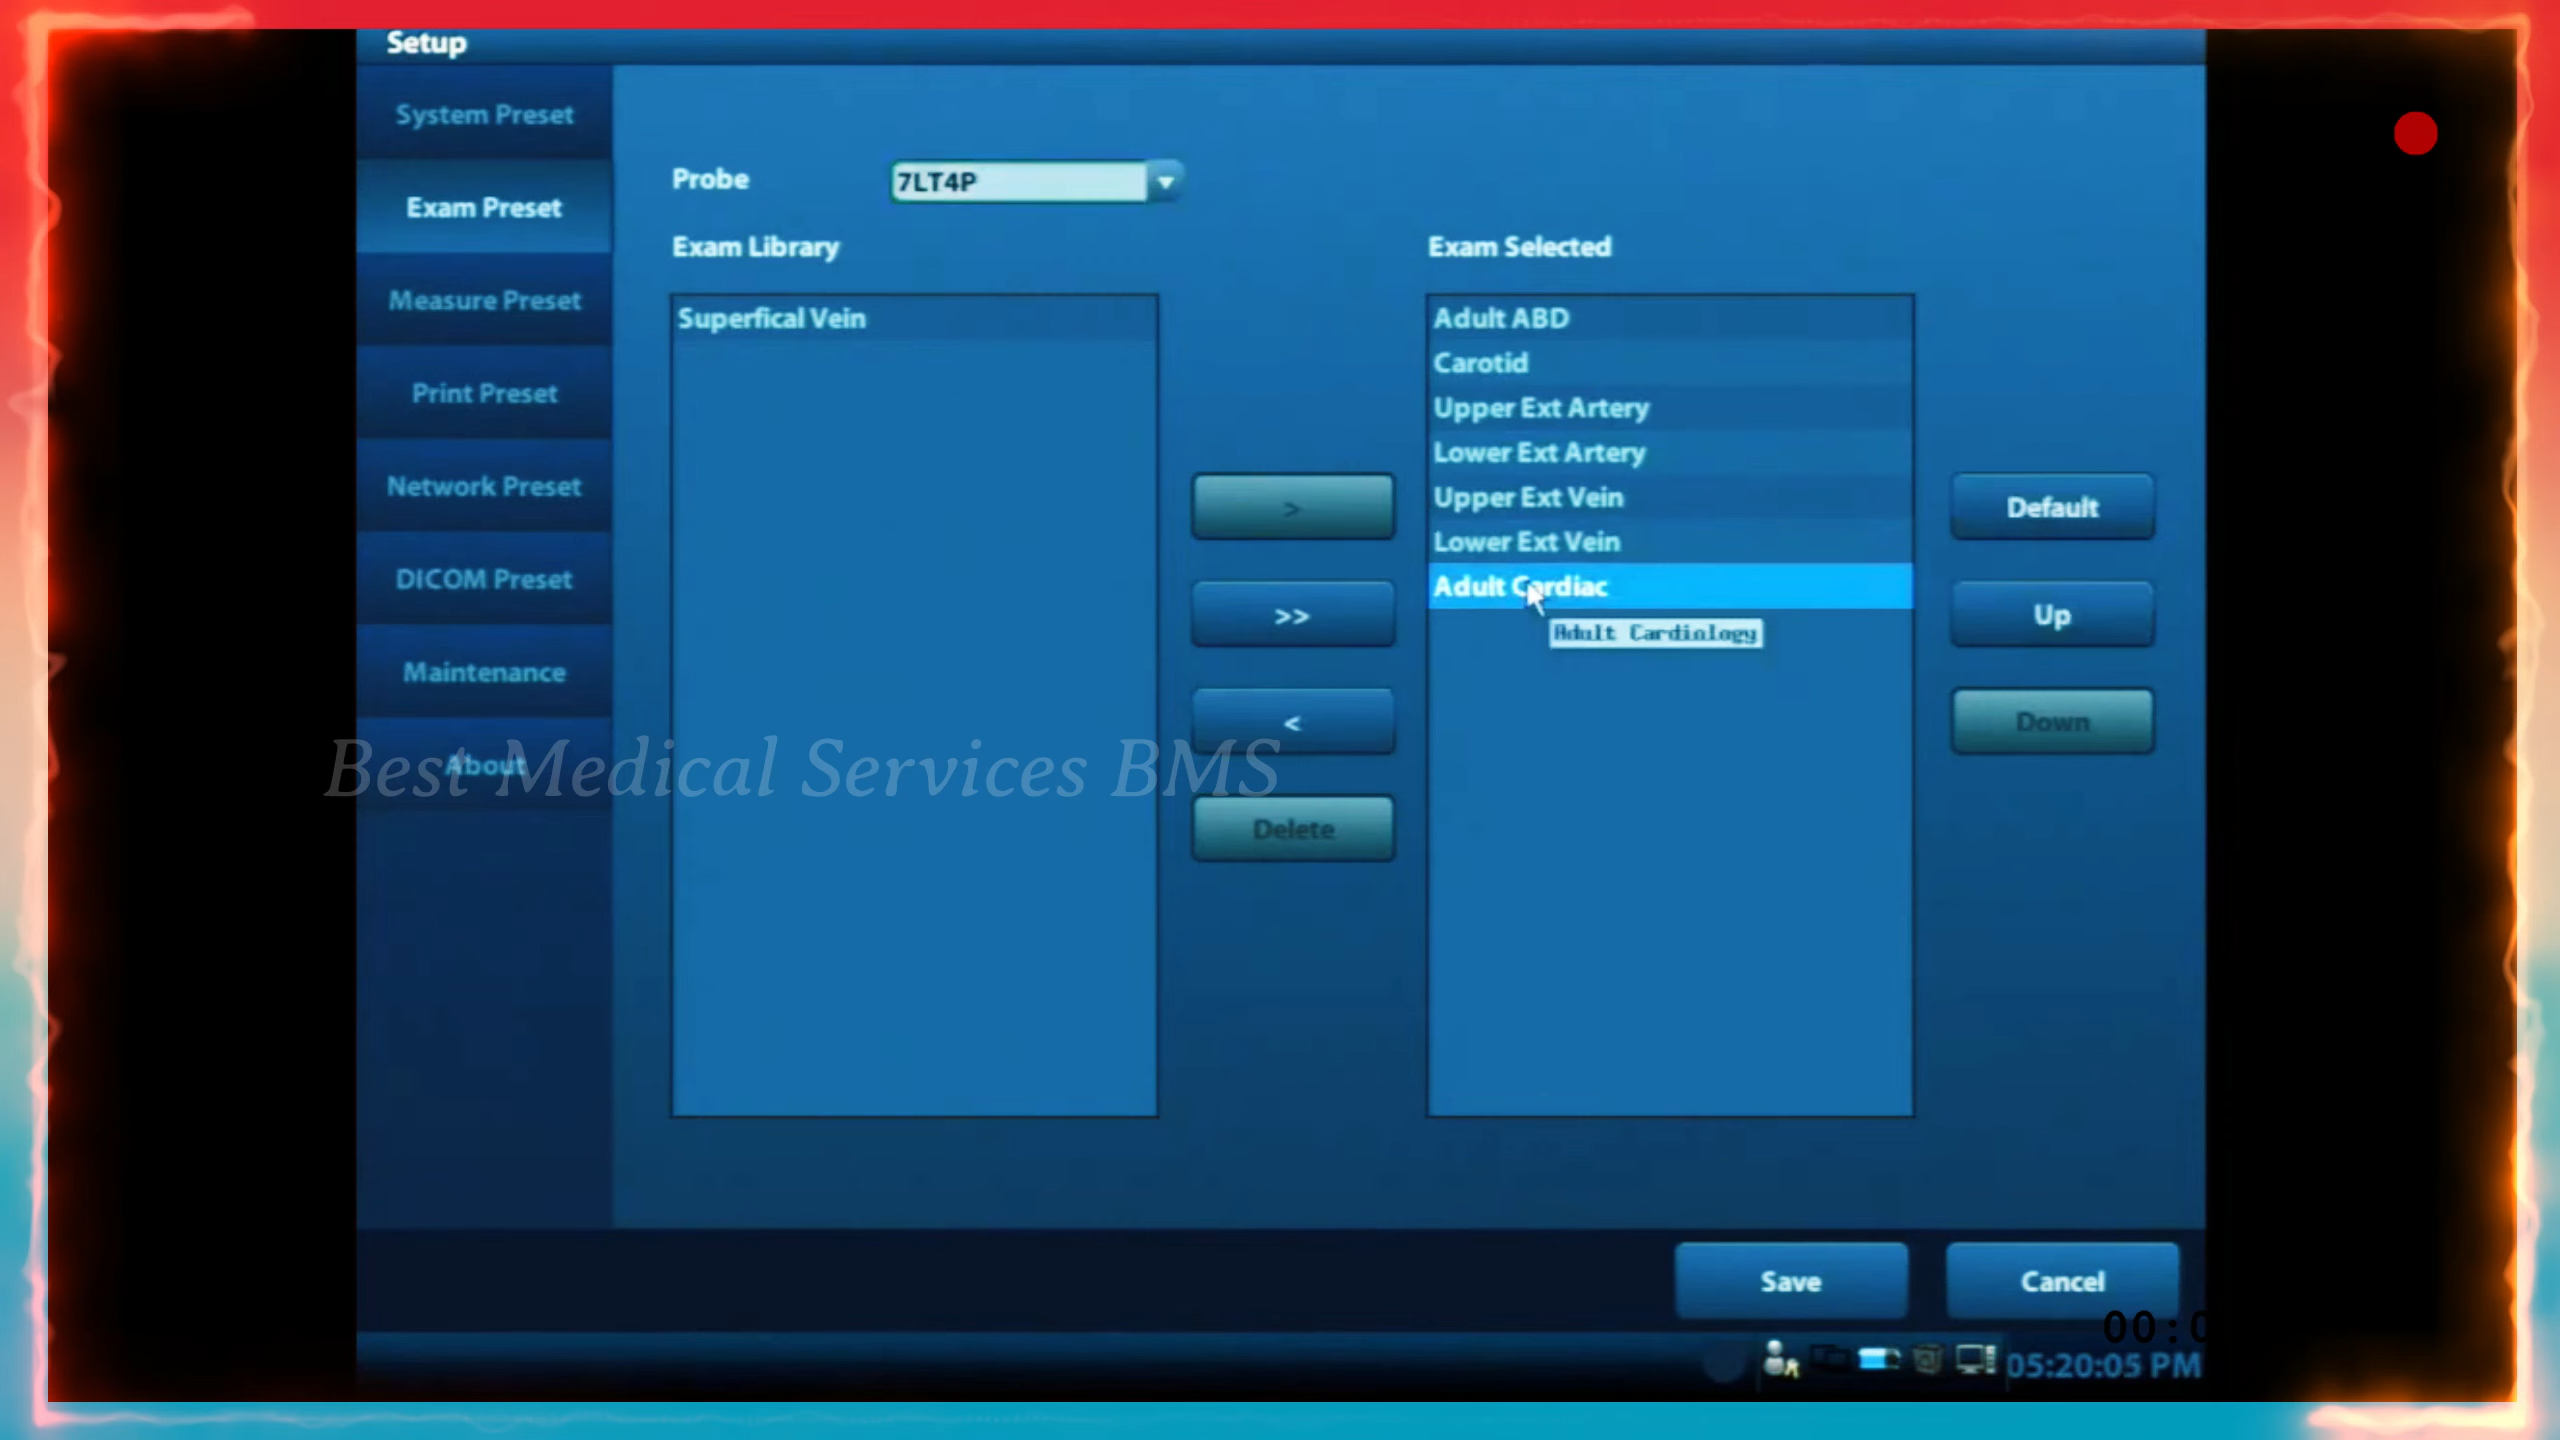 Setup
System Preset
Exam Preset
Measure Preset
Print Preset
Network Preset
DICOM Preset
Maintenance
About
Probe
7LT4P
Exam Library
Superfical Vein
>
>>
<
Delete
Exam Selected
Adult ABD
Carotid
Upper Ext Artery
Lower Ext Artery
Upper Ext Vein
Lower Ext Vein
Adult Cardiac
Adult Cardiology
Default
Up
Down
Best Medical Services BMS
Save
Cancel
00:0
05:20:05 PM